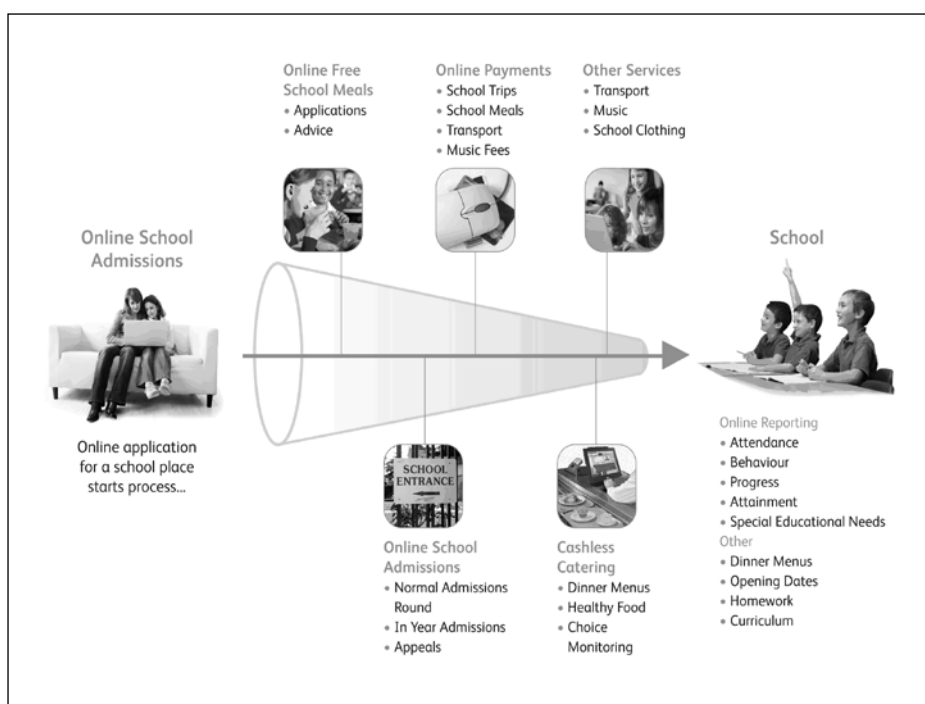 Online Free
School Meals
• Applications
• Advice
Online Payments
• School Trips
• School Meals
• Transport
• Music Fees
Other Services
• Transport
• Music
• School Clothing
Online School
Admissions
Online application
for a school place
starts process...
SCHOOL
ENTRANCE
Online School
Admissions
• Normal Admissions
Round
• In Year Admissions
• Appeals
Cashless
Catering
• Dinner Menus
• Healthy Food
• Choice
Monitoring
School
Online Reporting
• Attendance
• Behaviour
• Progress
• Attainment
• Special Educational Needs
Other
• Dinner Menus
• Opening Dates
• Homework
• Curriculum